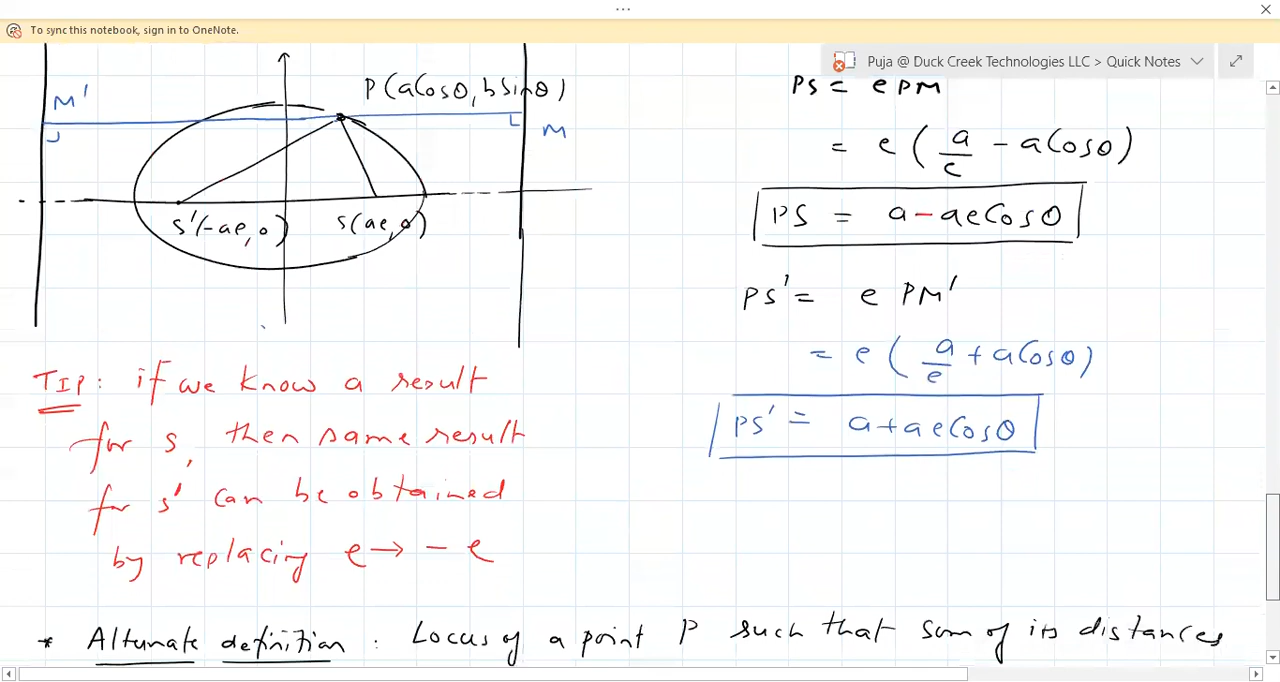 To sync this notebook, sign in to OneNote.
Puja @ Duck Creek Technologies LLC > Quick Notes
P(acosθ, bsinθ)
M'
M
S'(-ae,0)
S(ae,0)
PS = e PM
= e (a/e - acosθ)
PS = a-aecosθ
PS' = e PM'
= e (a/e + acosθ)
PS' = a+aecosθ
TIP: if we know a result
for S, then same result
for S' can be obtained
by replacing e → - e
* Alternate definition: Locus of a point P such that sum of its distances